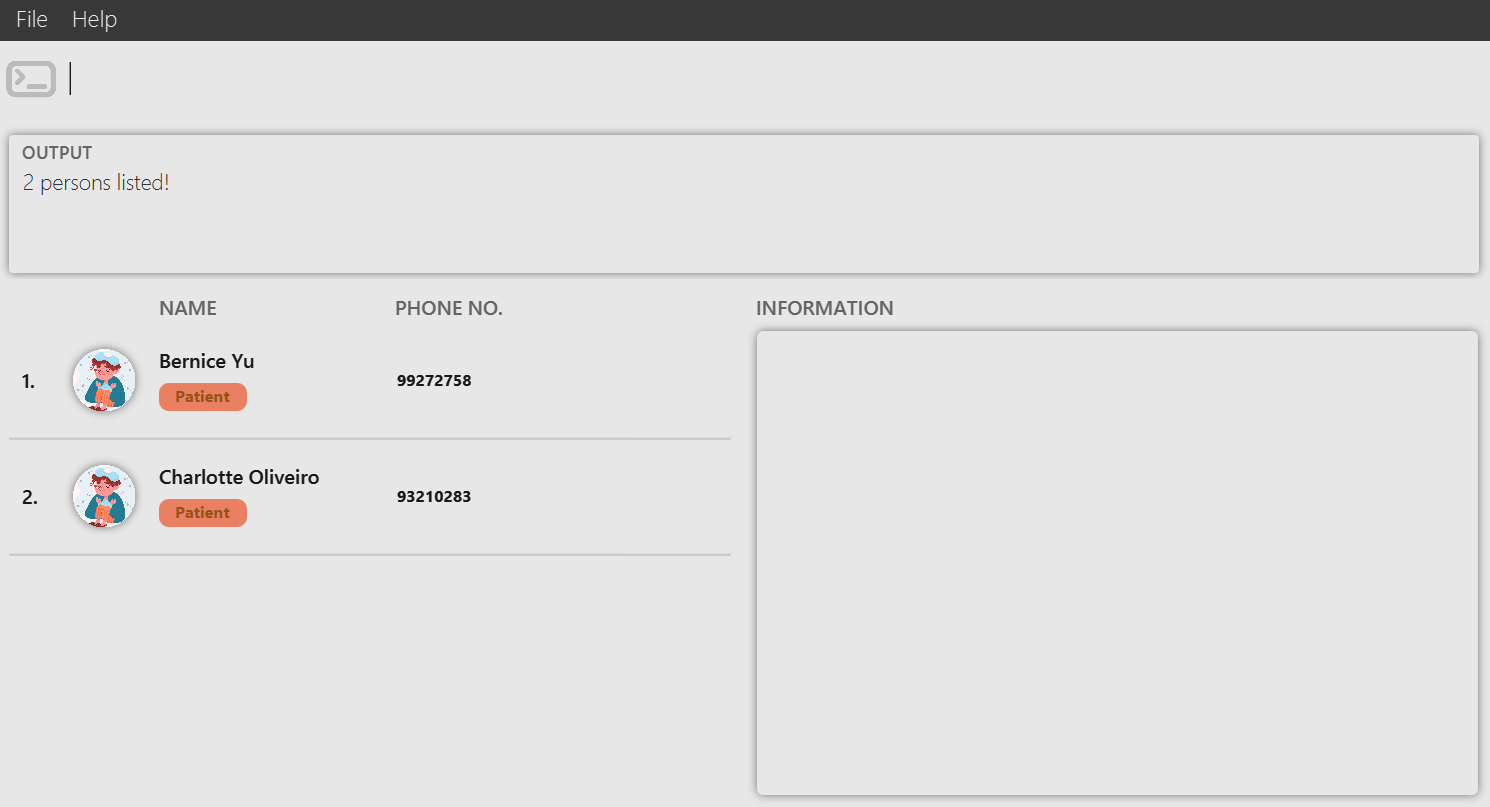 File Help
OUTPUT
2 persons listed!
NAME PHONE NO. INFORMATION
1. Bernice Yu 99272758
Patient
2. Charlotte Oliveiro 93210283
Patient